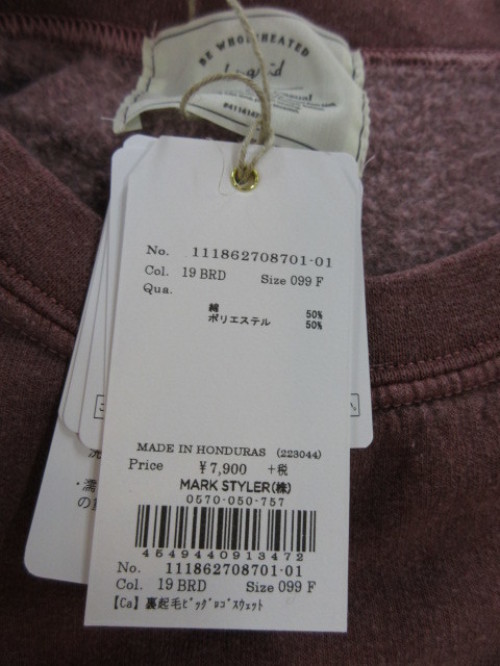 BE WHOLEHEATED
No. 111862708701-01
Col. 19 BRD Size 099 F
Qua.
綿 50%
ポリエステル 50%
MADE IN HONDURAS (223044)
Price ¥7,900 +税
MARK STYLER(株)
0570-050-757
4549440913472
No. 111862708701-01
Col. 19 BRD Size 099 F
【Ca】裏起毛ビッグロゴスウェット